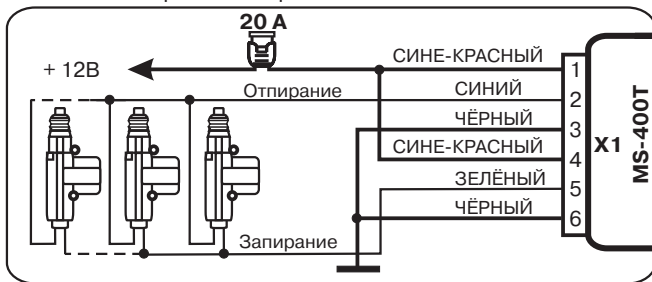 20 А
+ 12В
СИНЕ-КРАСНЫЙ
1
Отпирание
СИНИЙ
2
ЧЁРНЫЙ
3
СИНЕ-КРАСНЫЙ
4
ЗЕЛЁНЫЙ
5
Запирание
ЧЁРНЫЙ
6
X1
MS-400T